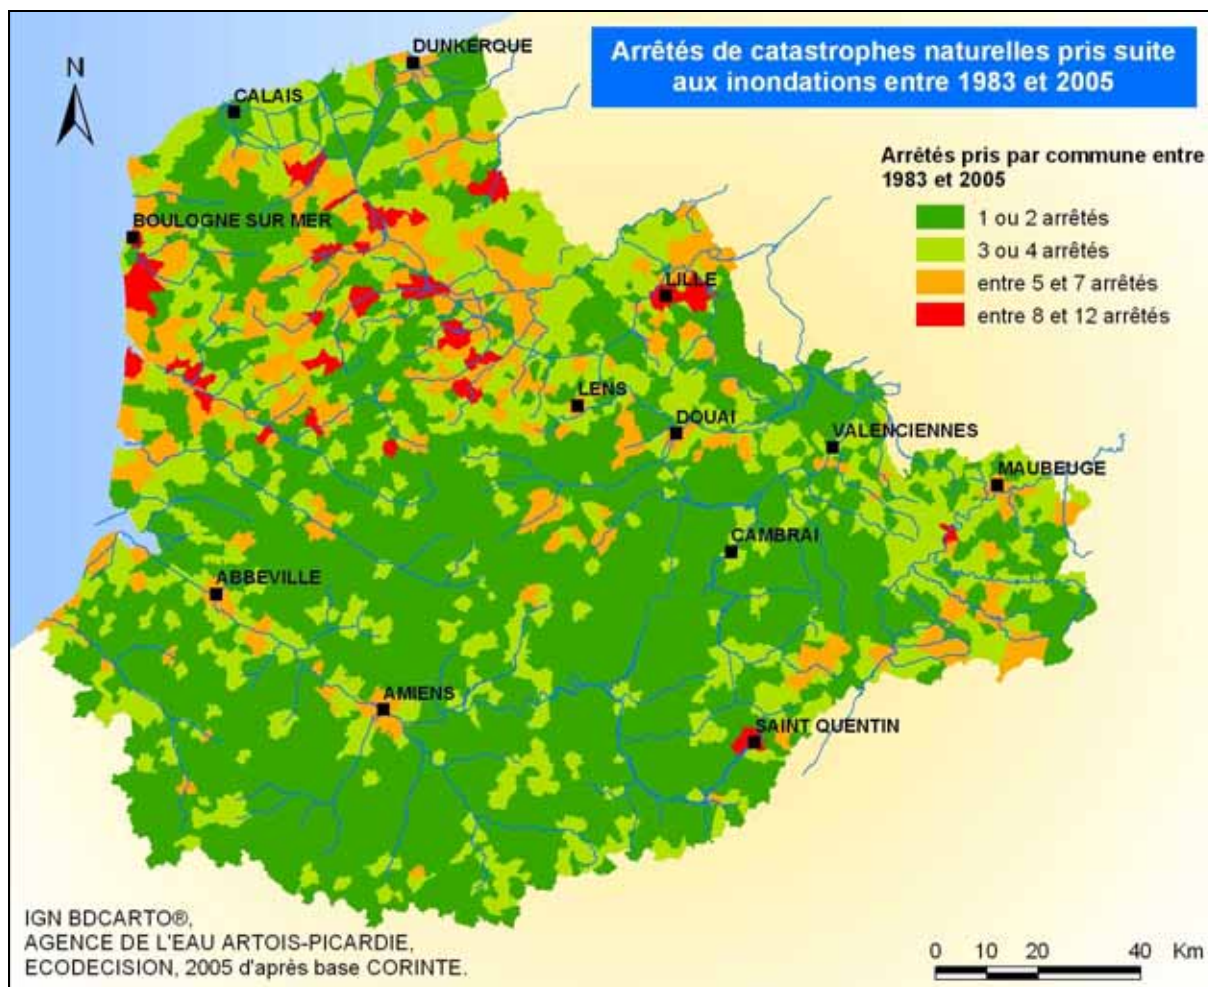 Arrêtés de catastrophes naturelles pris suite
aux inondations entre 1983 et 2005
N
DUNKERQUE
CALAIS
Arrêtés pris par commune entre
1983 et 2005
1 ou 2 arrêtés
3 ou 4 arrêtés
entre 5 et 7 arrêtés
entre 8 et 12 arrêtés
BOULOGNE SUR MER
LILLE
LENS
DOUAI
VALENCIENNES
MAUBEUGE
CAMBRAI
ABBEVILLE
AMIENS
SAINT QUENTIN
IGN BDCARTO®,
AGENCE DE L'EAU ARTOIS-PICARDIE,
ECODECISION, 2005 d'après base CORINTE.
0 10 20 40 Km